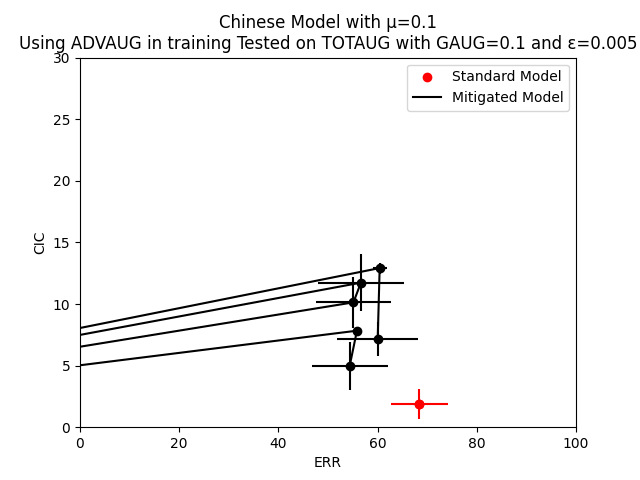 Chinese Model with μ=0.1
Using ADVAUG in training Tested on TOTAUG with GAUG=0.1 and ε=0.005
Standard Model
Mitigated Model
30
25
20
15
10
5
0
CIC
0 20 40 60 80 100
ERR